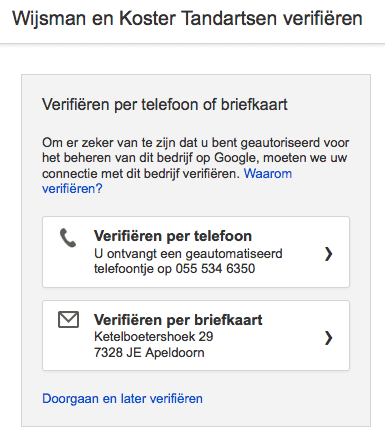 Wijsman en Koster Tandartsen verifiëren
Verifiëren per telefoon of briefkaart
Om er zeker van te zijn dat u bent geautoriseerd voor
het beheren van dit bedrijf op Google, moeten we uw
connectie met dit bedrijf verifiëren. Waarom
verifiëren?
Verifiëren per telefoon
U ontvangt een geautomatiseerd
telefoontje op 055 534 6350
Verifiëren per briefkaart
Ketelboetershoek 29
7328 JE Apeldoorn
Doorgaan en later verifiëren